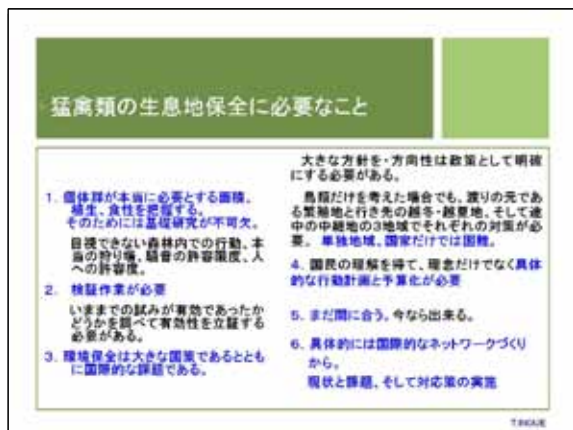 猛禽類の生息地保全に必要なこと
1. 個体群が本当に必要とする面積、
植生、食性を把握する。
そのためには基礎研究が不可欠。
目視できない森林内での行動、本
当の狩り場、騒音の許容限度、人
への許容度。
2. 検証作業が必要
いままでの試みが有効であったか
どうかを調べて有効性を立証する
必要がある。
3. 環境保全は大きな国策であるととも
に国際的な課題である。
大きな方針を・方向性は政策として明確
にする必要がある。
鳥類だけを考えた場合でも、渡りの元であ
る繁殖地と行き先の越冬・越夏地、そして途
中の中継地の3地域でそれぞれの対策が必
要。 単独地域、国家だけでは困難。
4. 国民の理解を得て、理念だけでなく具体
的な行動計画と予算化が必要
5. まだ間に合う。今なら出来る。
6. 具体的には国際的なネットワークづくり
から。
現状と課題、そして対応策の実施
T.INOUE